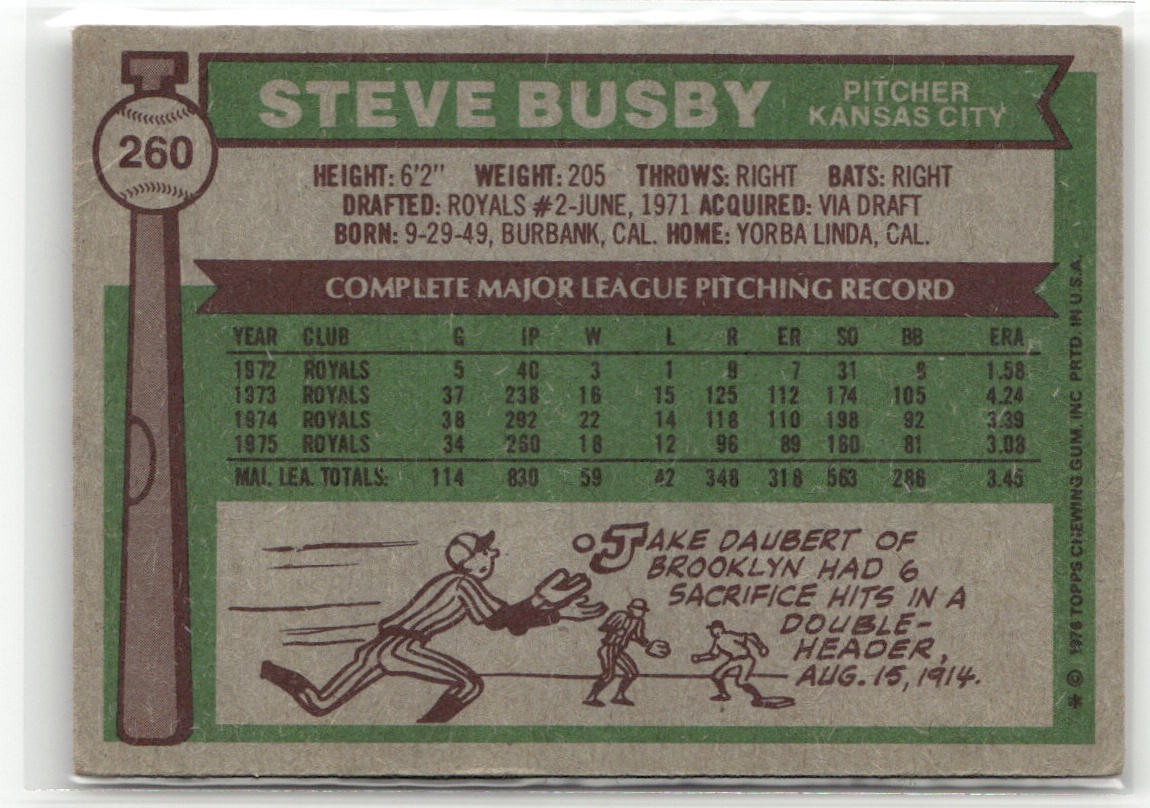 260
STEVE BUSBY
PITCHER
KANSAS CITY
HEIGHT: 6'2" WEIGHT: 205 THROWS: RIGHT BATS: RIGHT
DRAFTED: ROYALS #2-JUNE, 1971 ACQUIRED: VIA DRAFT
BORN: 9-29-49, BURBANK, CAL. HOME: YORBA LINDA, CAL.
COMPLETE MAJOR LEAGUE PITCHING RECORD
YEAR CLUB G IP W L R ER SO BB ERA
1972 ROYALS 5 40 3 1 9 7 31 8 1.58
1973 ROYALS 37 238 16 15 125 112 174 105 4.24
1974 ROYALS 38 292 22 14 118 110 198 92 3.39
1975 ROYALS 34 260 18 12 96 89 160 81 3.08
MAJ. LEA. TOTALS: 114 830 59 42 348 318 563 286 3.45
JAKE DAUBERT OF
BROOKLYN HAD 6
SACRIFICE HITS IN A
DOUBLE-
HEADER,
AUG. 15, 1914.
* © 1976 TOPPS CHEWING GUM, INC. PRTD. IN U.S.A.